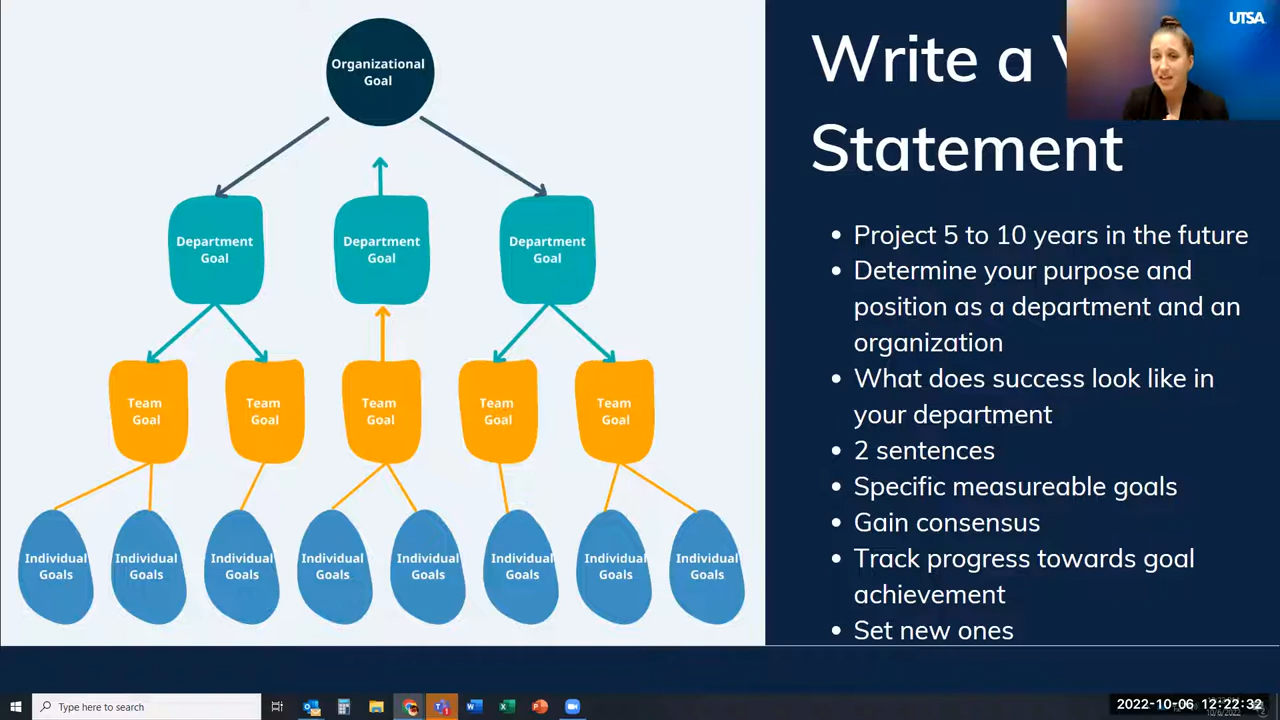 Organizational
Goal
Department
Goal
Department
Goal
Department
Goal
Team
Goal
Team
Goal
Team
Goal
Team
Goal
Team
Goal
Individual
Goals
Individual
Goals
Individual
Goals
Individual
Goals
Individual
Goals
Individual
Goals
Individual
Goals
Individual
Goals
UTSA
Write a
Statement
• Project 5 to 10 years in the future
• Determine your purpose and
position as a department and an
organization
• What does success look like in
your department
• 2 sentences
• Specific measureable goals
• Gain consensus
• Track progress towards goal
achievement
• Set new ones
Type here to search
2022-10-06 12:22:32